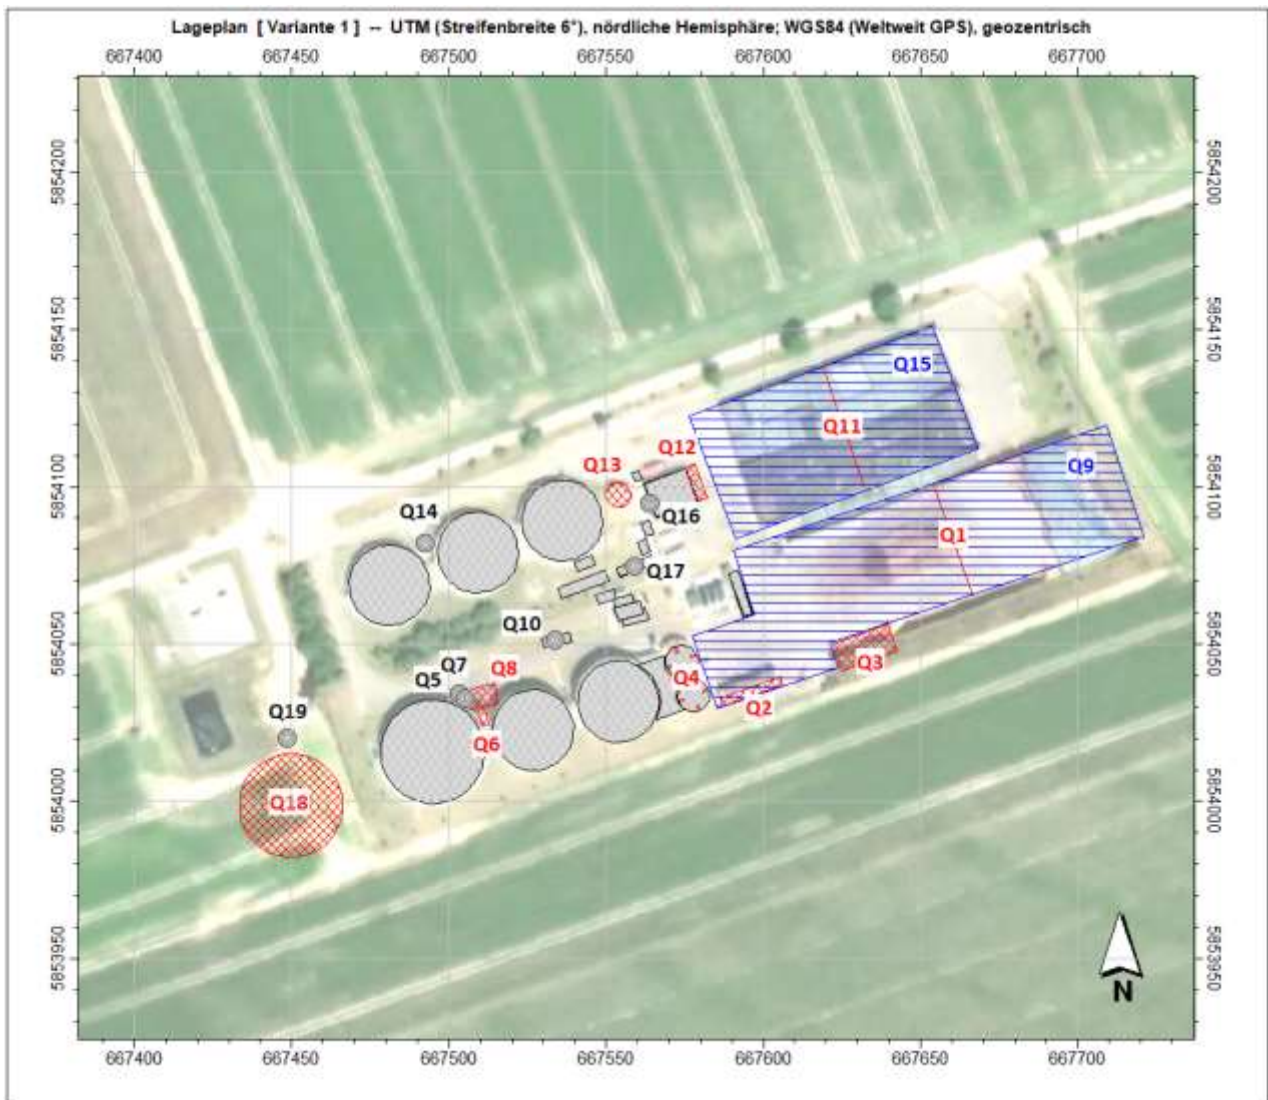 Lageplan [ Variante 1 ] -- UTM (Streifenbreite 6°), nördliche Hemisphäre; WGS84 (Weltweit GPS), geozentrisch
667400 667450 667500 667550 667600 667650 667700
5854200 5854200
5854150 5854150
Q15
Q11
Q12
Q13
Q9
5854100 5854100
Q14
Q16
Q1
Q17
Q10
5854050 5854050
Q7
Q8
Q5
Q4
Q3
Q2
Q19
Q6
5854000 5854000
Q18
5853950 5853950
N
667400 667450 667500 667550 667600 667650 667700